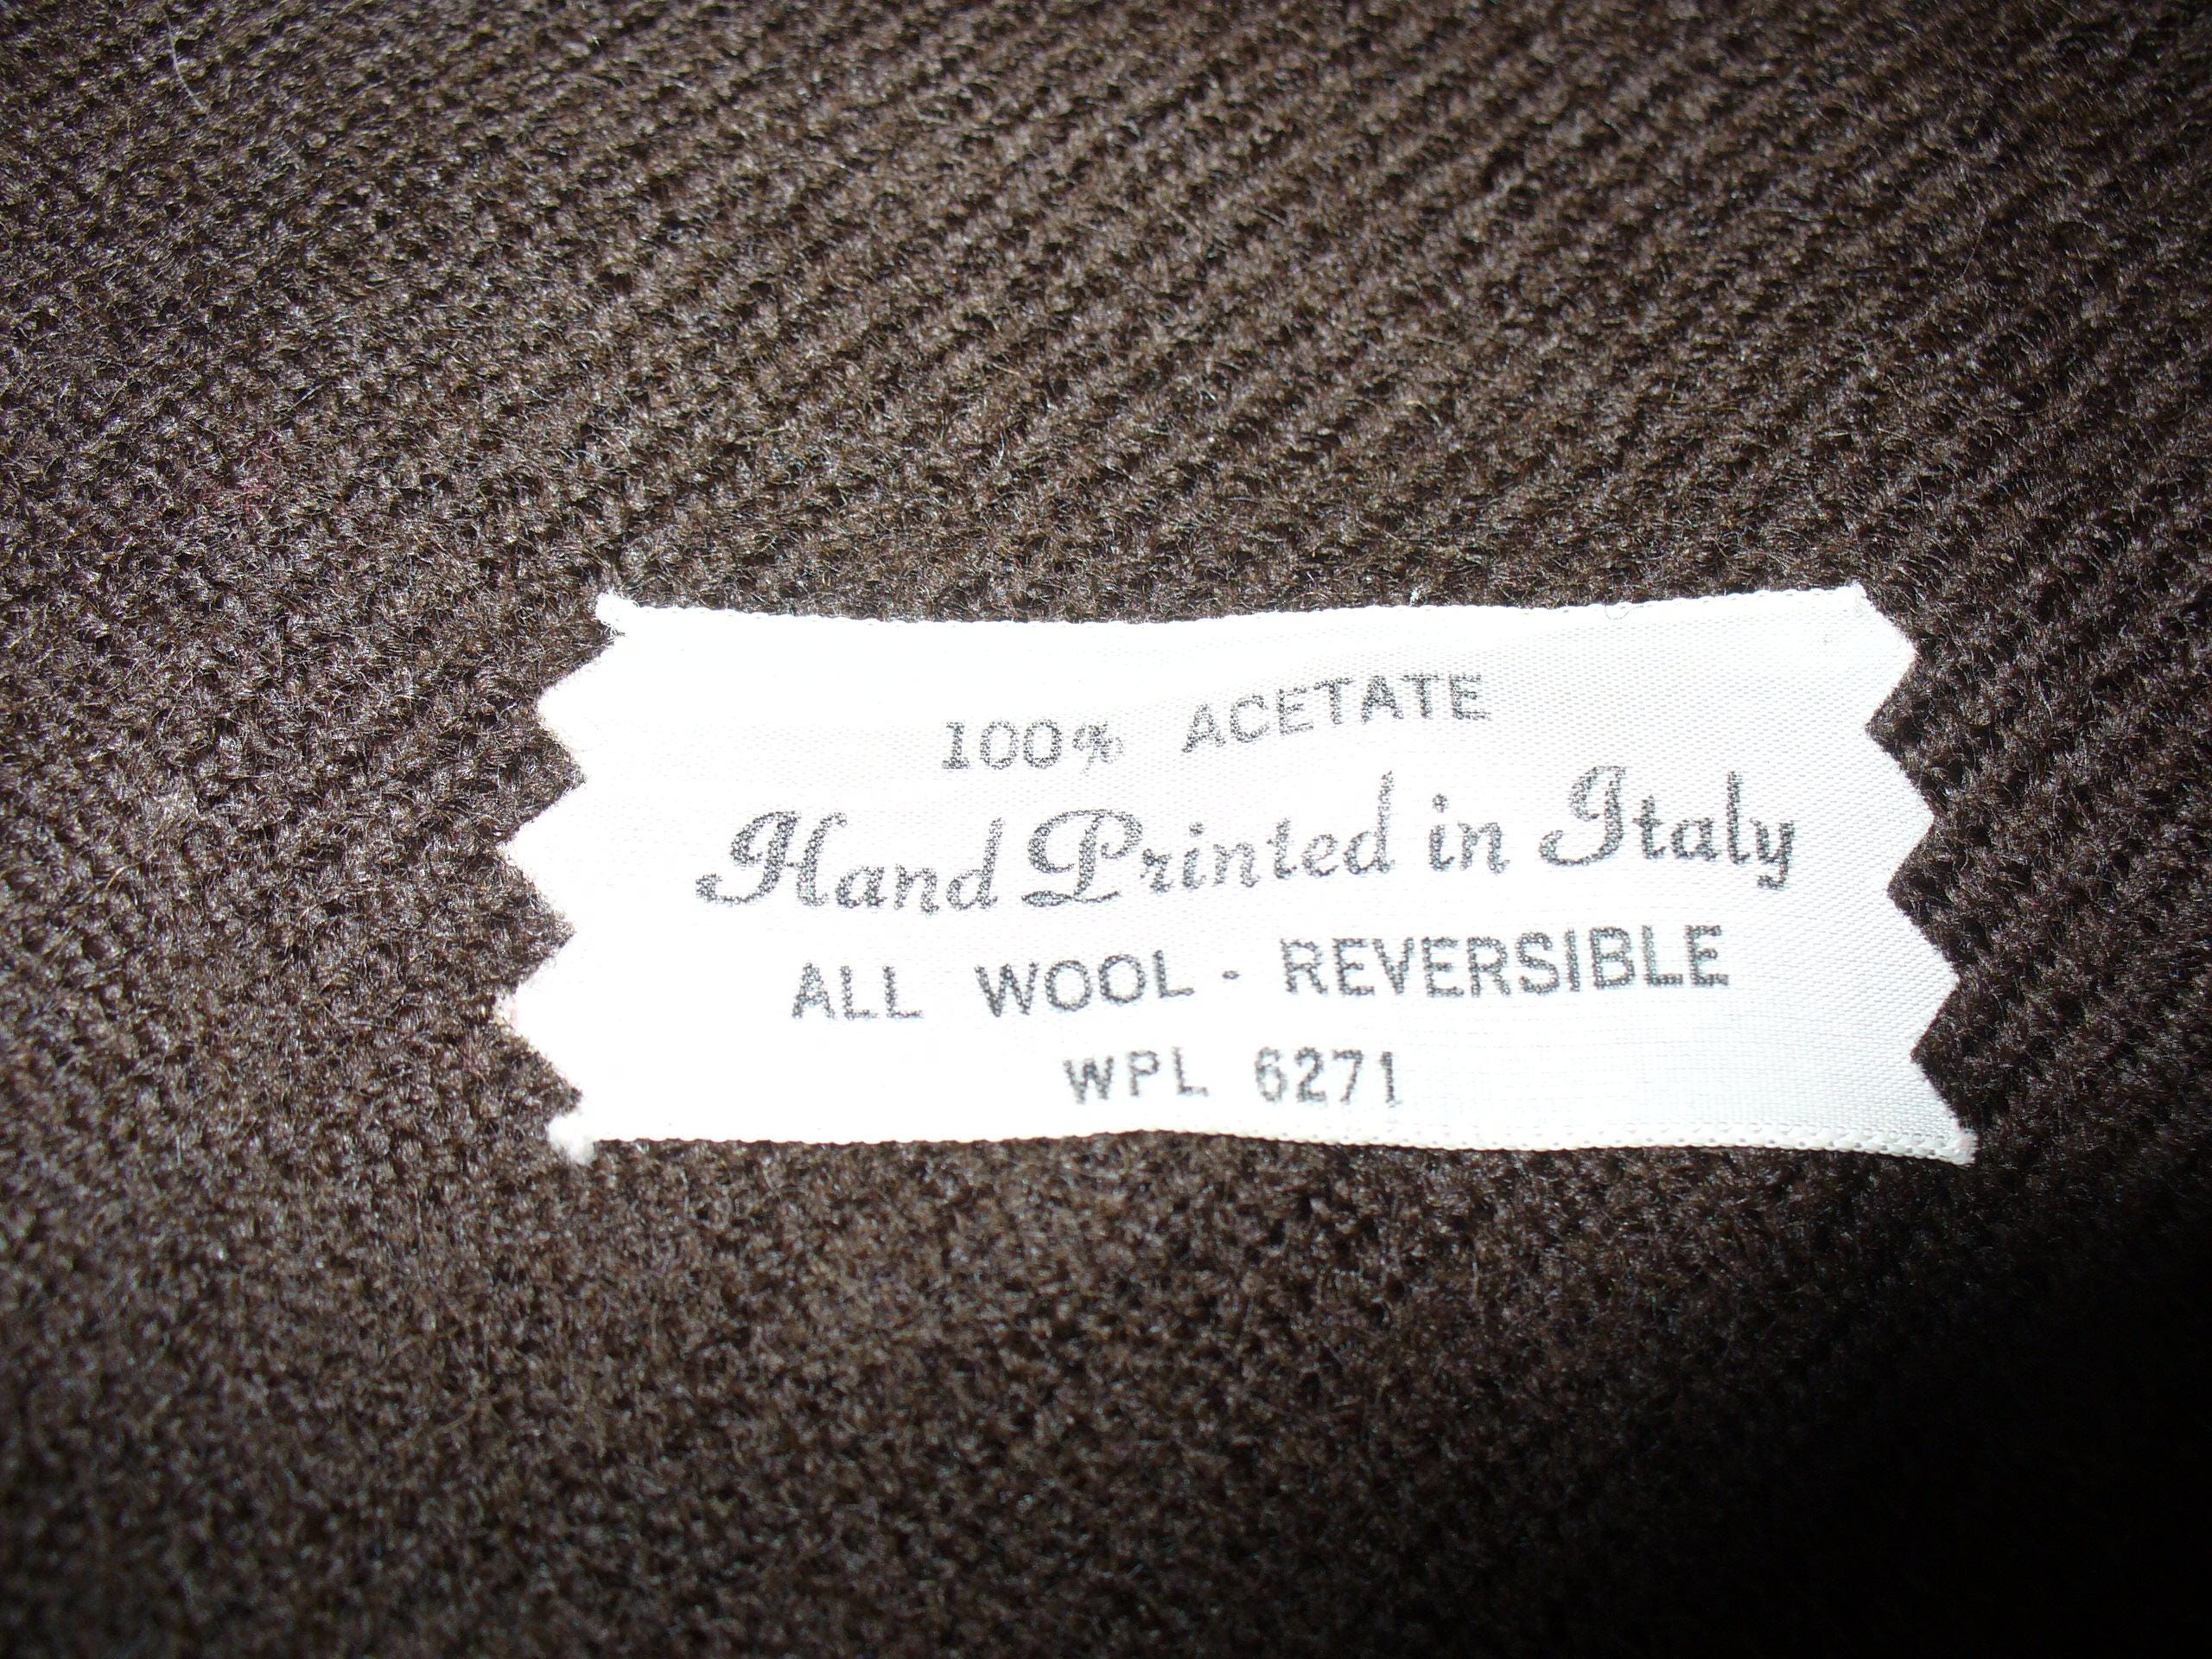 100% ACETATE
Hand Printed in Italy
ALL WOOL - REVERSIBLE
WPL 6271